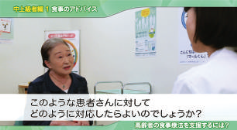 中上級者編 1 食事のアドバイス
このような患者さんに対して
どのように対応したらよいのでしょうか?
高齢者の食事療法を支援するには?